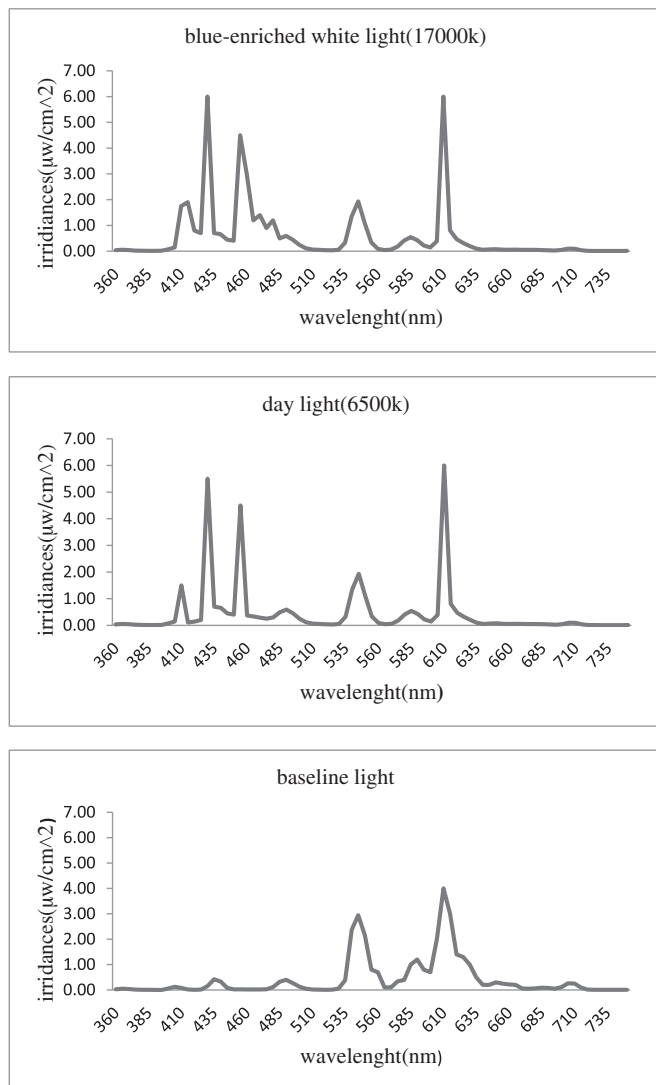 blue-enriched white light(17000k)
irridiances(μw/cm^2)
7.00
6.00
5.00
4.00
3.00
2.00
1.00
0.00
360 385 410 435 460 485 510 535 560 585 610 635 660 685 710 735
wavelenght(nm)
day light(6500k)
irridiances(μw/cm^2)
7.00
6.00
5.00
4.00
3.00
2.00
1.00
0.00
360 385 410 435 460 485 510 535 560 585 610 635 660 685 710 735
wavelenght(nm)
baseline light
irridances(μw/cm^2)
7.00
6.00
5.00
4.00
3.00
2.00
1.00
0.00
360 385 410 435 460 485 510 535 560 585 610 635 660 685 710 735
wavelenght(nm)